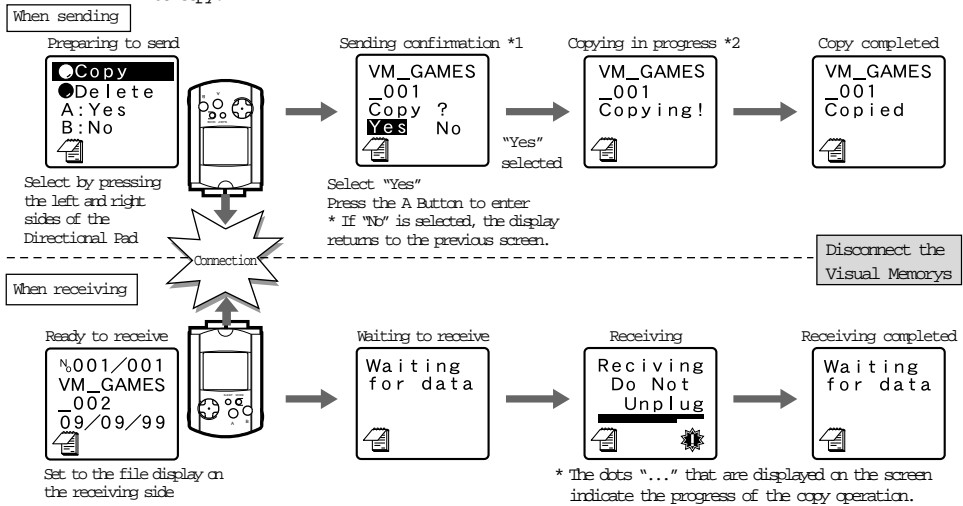 When sending
Preparing to send
Copy
Delete
A:Yes
B:No
Select by pressing
the left and right
sides of the
Directional Pad
Sending confirmation *1
VM_GAMES
_001
Copy ?
Yes No
Select “Yes”
Press the A Button to enter
* If “No” is selected, the display
returns to the previous screen.
“Yes”
selected
Copying in progress *2
VM_GAMES
_001
Copying!
Copy completed
VM_GAMES
_001
Copied
Connection
Disconnect the
Visual Memorys
When receiving
Ready to receive
№001/001
VM_GAMES
_002
09/09/99
Set to the file display on
the receiving side
Waiting to receive
Waiting
for data
Receiving
Reciving
Do Not
Unplug
Receiving completed
Waiting
for data
* The dots “...” that are displayed on the screen
indicate the progress of the copy operation.